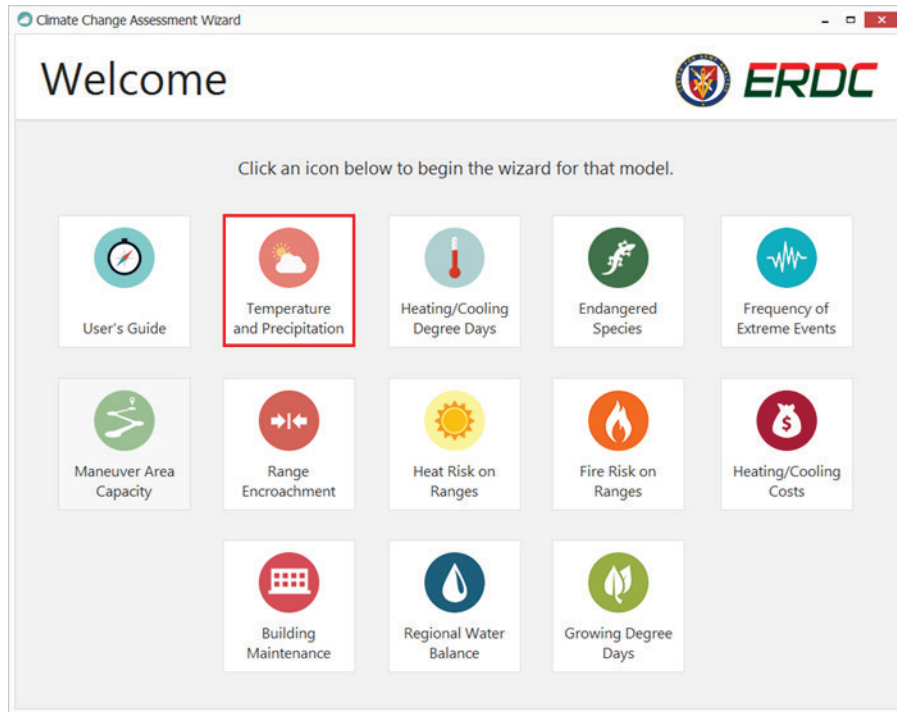 Climate Change Assessment Wizard
Welcome
ERDC
Click an icon below to begin the wizard for that model.
User's Guide
Temperature
and Precipitation
Heating/Cooling
Degree Days
Endangered
Species
Frequency of
Extreme Events
Maneuver Area
Capacity
Range
Encroachment
Heat Risk on
Ranges
Fire Risk on
Ranges
$
Heating/Cooling
Costs
Building
Maintenance
Regional Water
Balance
Growing Degree
Days